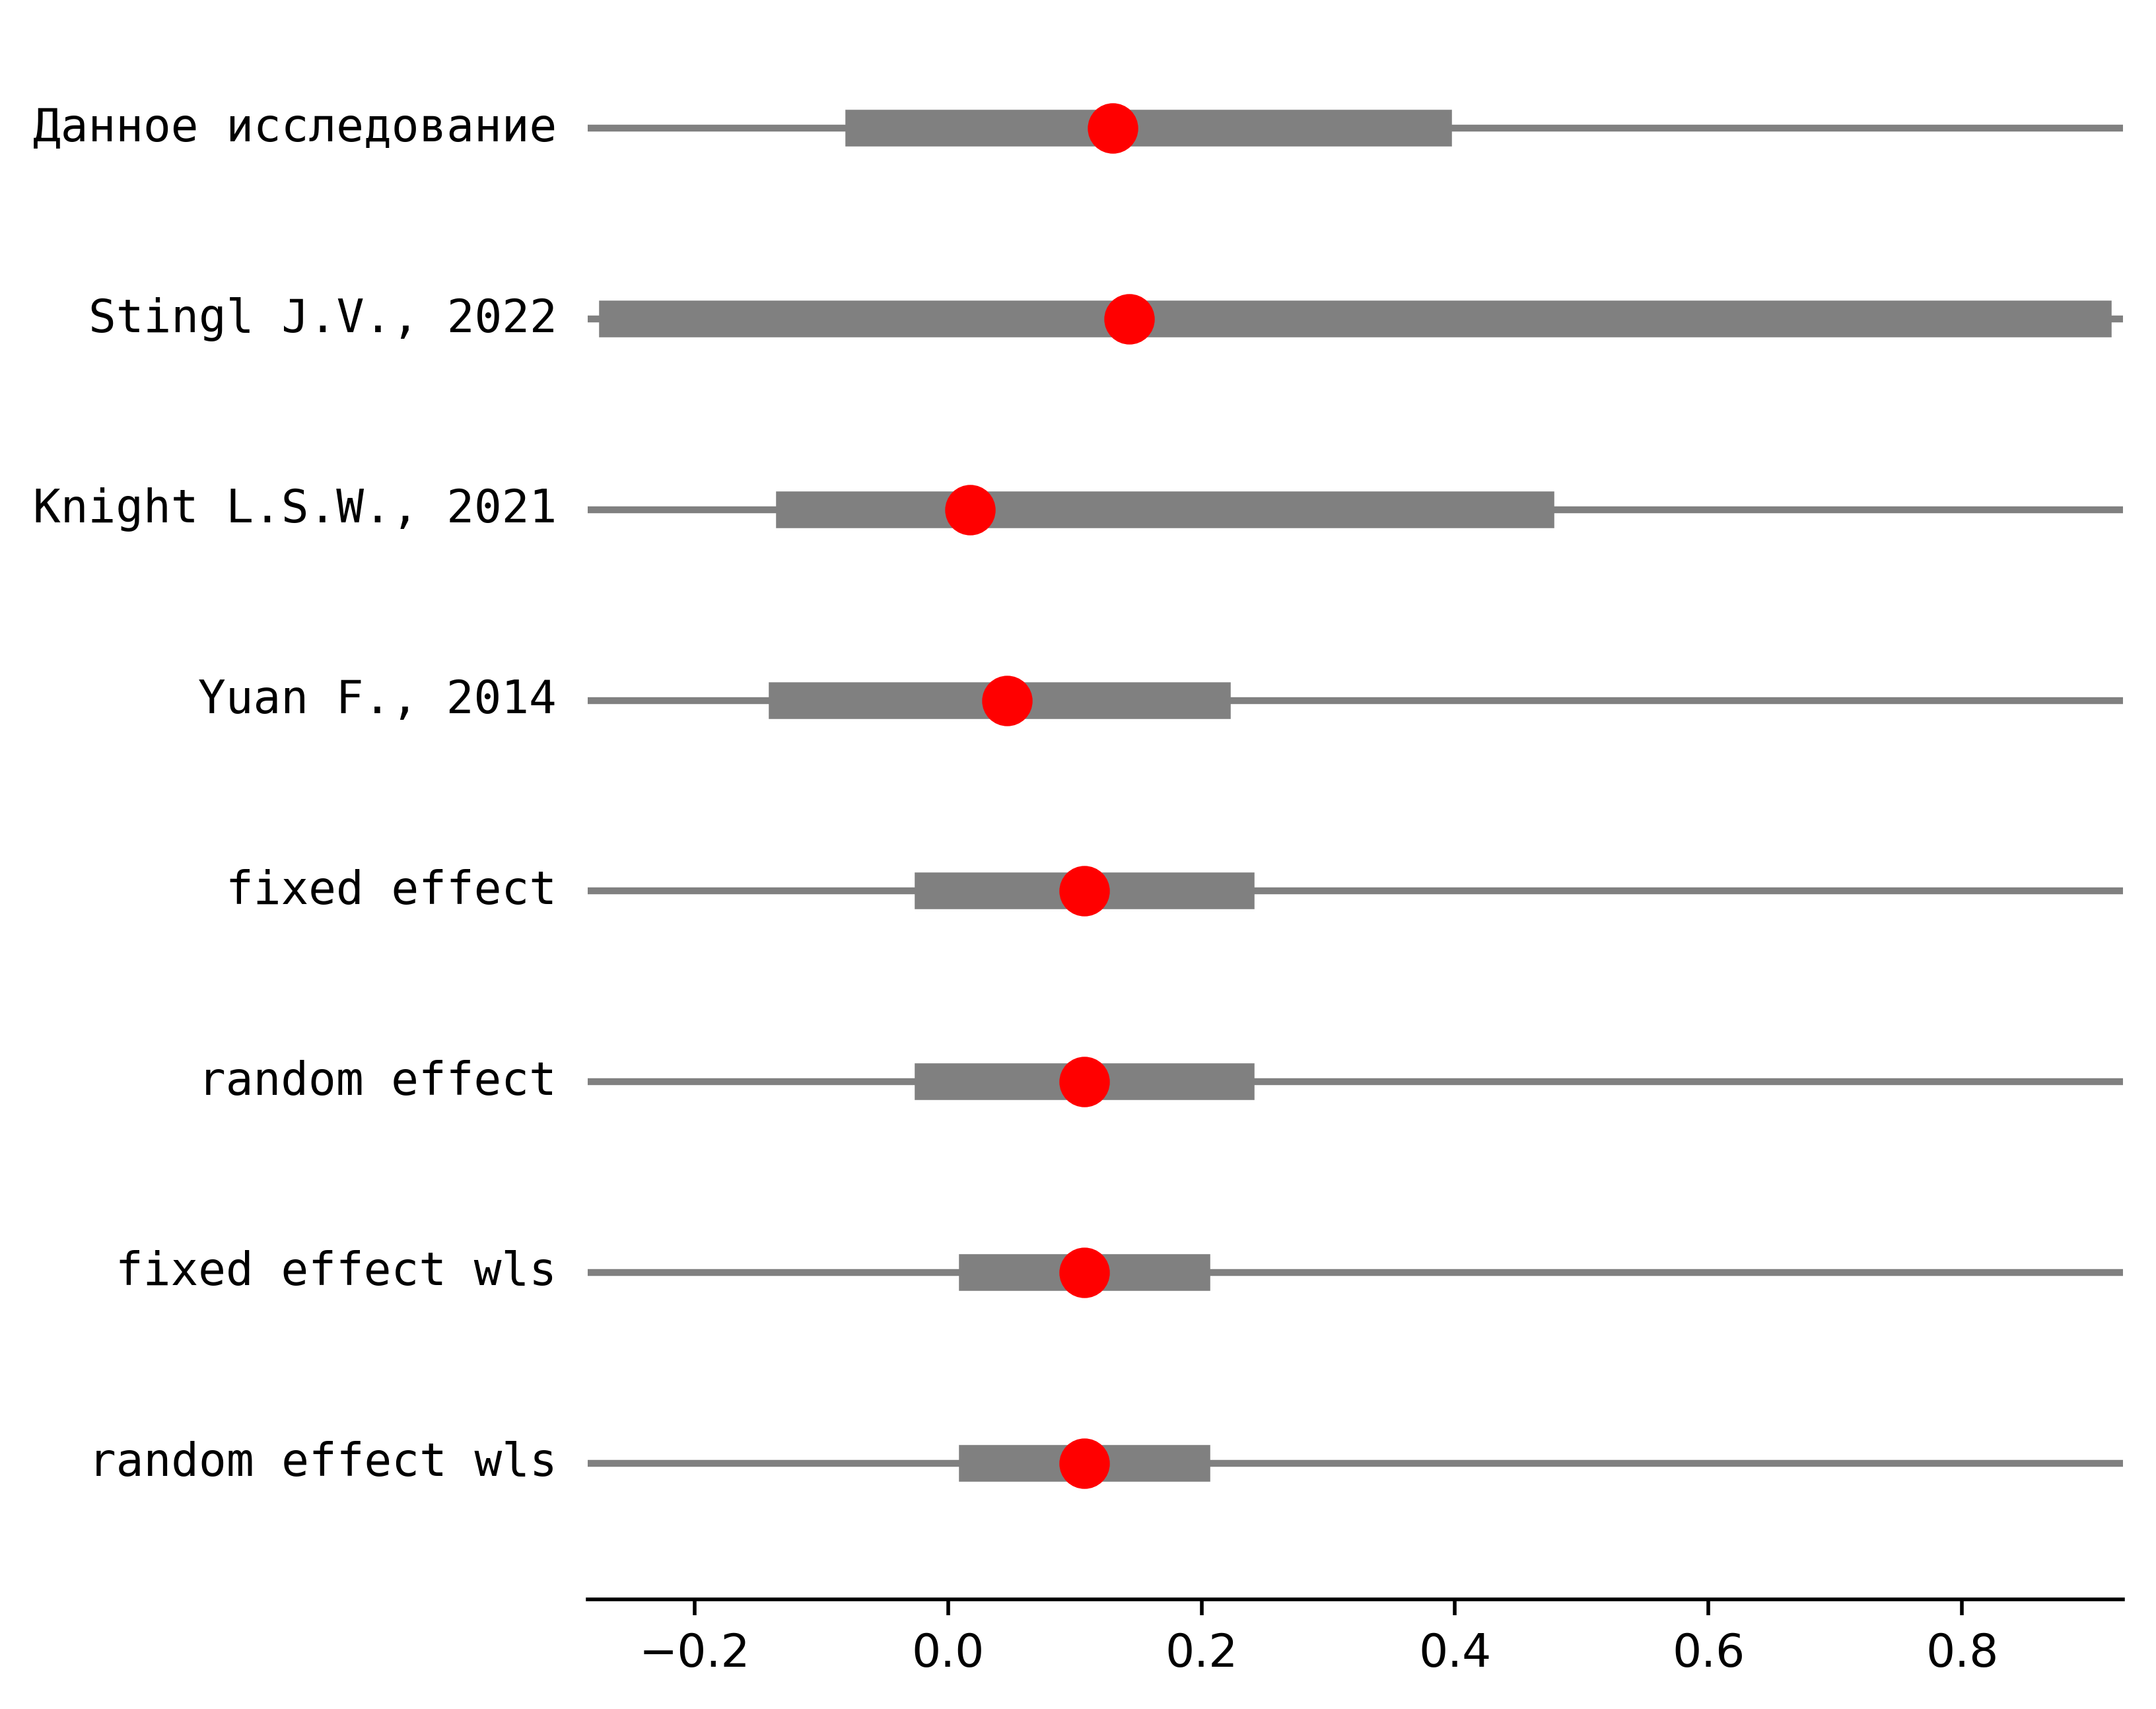 Данное исследование
Stingl J.V., 2022
Knight L.S.W., 2021
Yuan F., 2014
fixed effect
random effect
fixed effect wls
random effect wls
−0.2 0.0 0.2 0.4 0.6 0.8